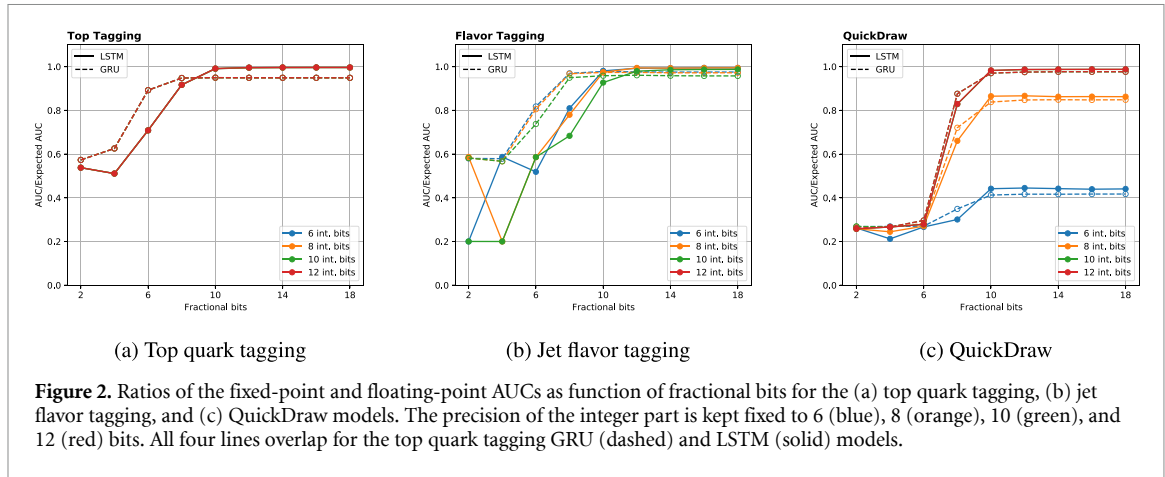 Top Tagging
LSTM
GRU
AUC/Expected AUC
1.0
0.8
0.6
0.4
0.2
0.0
2
6
10
14
18
Fractional bits
6 int, bits
8 int, bits
10 int, bits
12 int, bits
(a) Top quark tagging
Flavor Tagging
LSTM
GRU
AUC/Expected AUC
1.0
0.8
0.6
0.4
0.2
0.0
2
6
10
14
18
Fractional bits
6 int, bits
8 int, bits
10 int, bits
12 int, bits
(b) Jet flavor tagging
QuickDraw
LSTM
GRU
AUC/Expected AUC
1.0
0.8
0.6
0.4
0.2
0.0
2
6
10
14
18
Fractional bits
6 int, bits
8 int, bits
10 int, bits
12 int, bits
(c) QuickDraw
Figure 2. Ratios of the fixed-point and floating-point AUCs as function of fractional bits for the (a) top quark tagging, (b) jet
flavor tagging, and (c) QuickDraw models. The precision of the integer part is kept fixed to 6 (blue), 8 (orange), 10 (green), and
12 (red) bits. All four lines overlap for the top quark tagging GRU (dashed) and LSTM (solid) models.